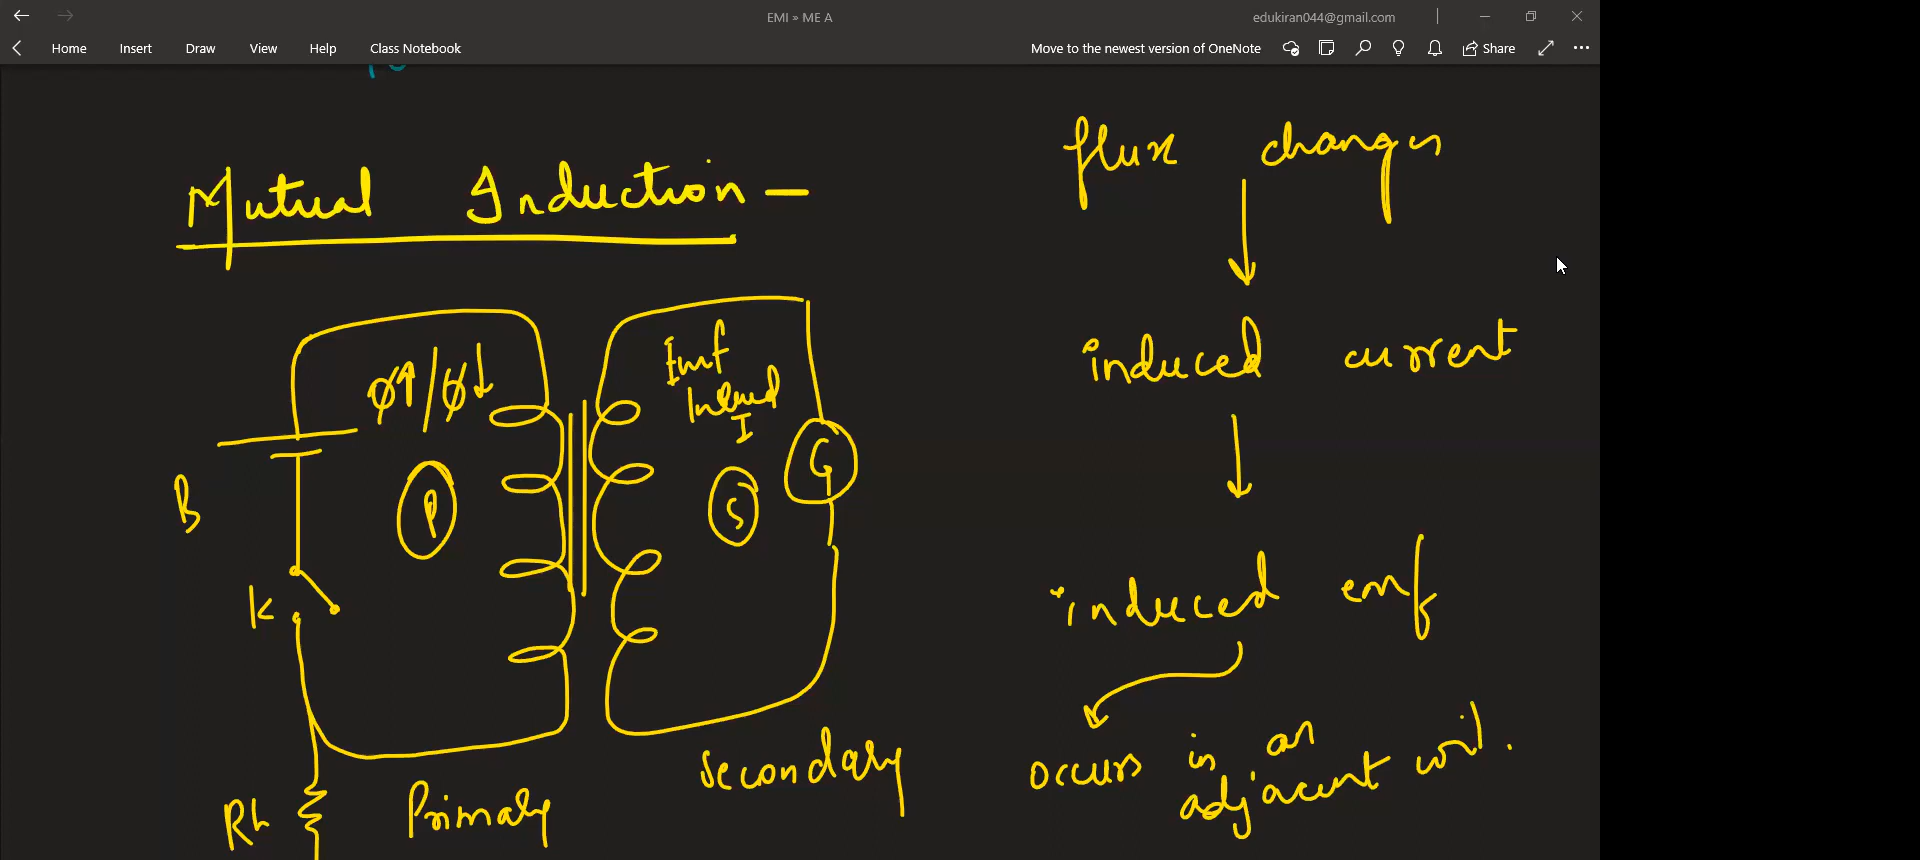 EMI » ME A
edukiran044@gmail.com
Home Insert Draw View Help Class Notebook
Move to the newest version of OneNote
Share
Mutual Induction –
flux changes
induced current
induced emf
occurs in an
adjacent coil.
Φ↑/Φ↓
Emf
I
B
P
S
G
K
Rh
Primary
Secondary